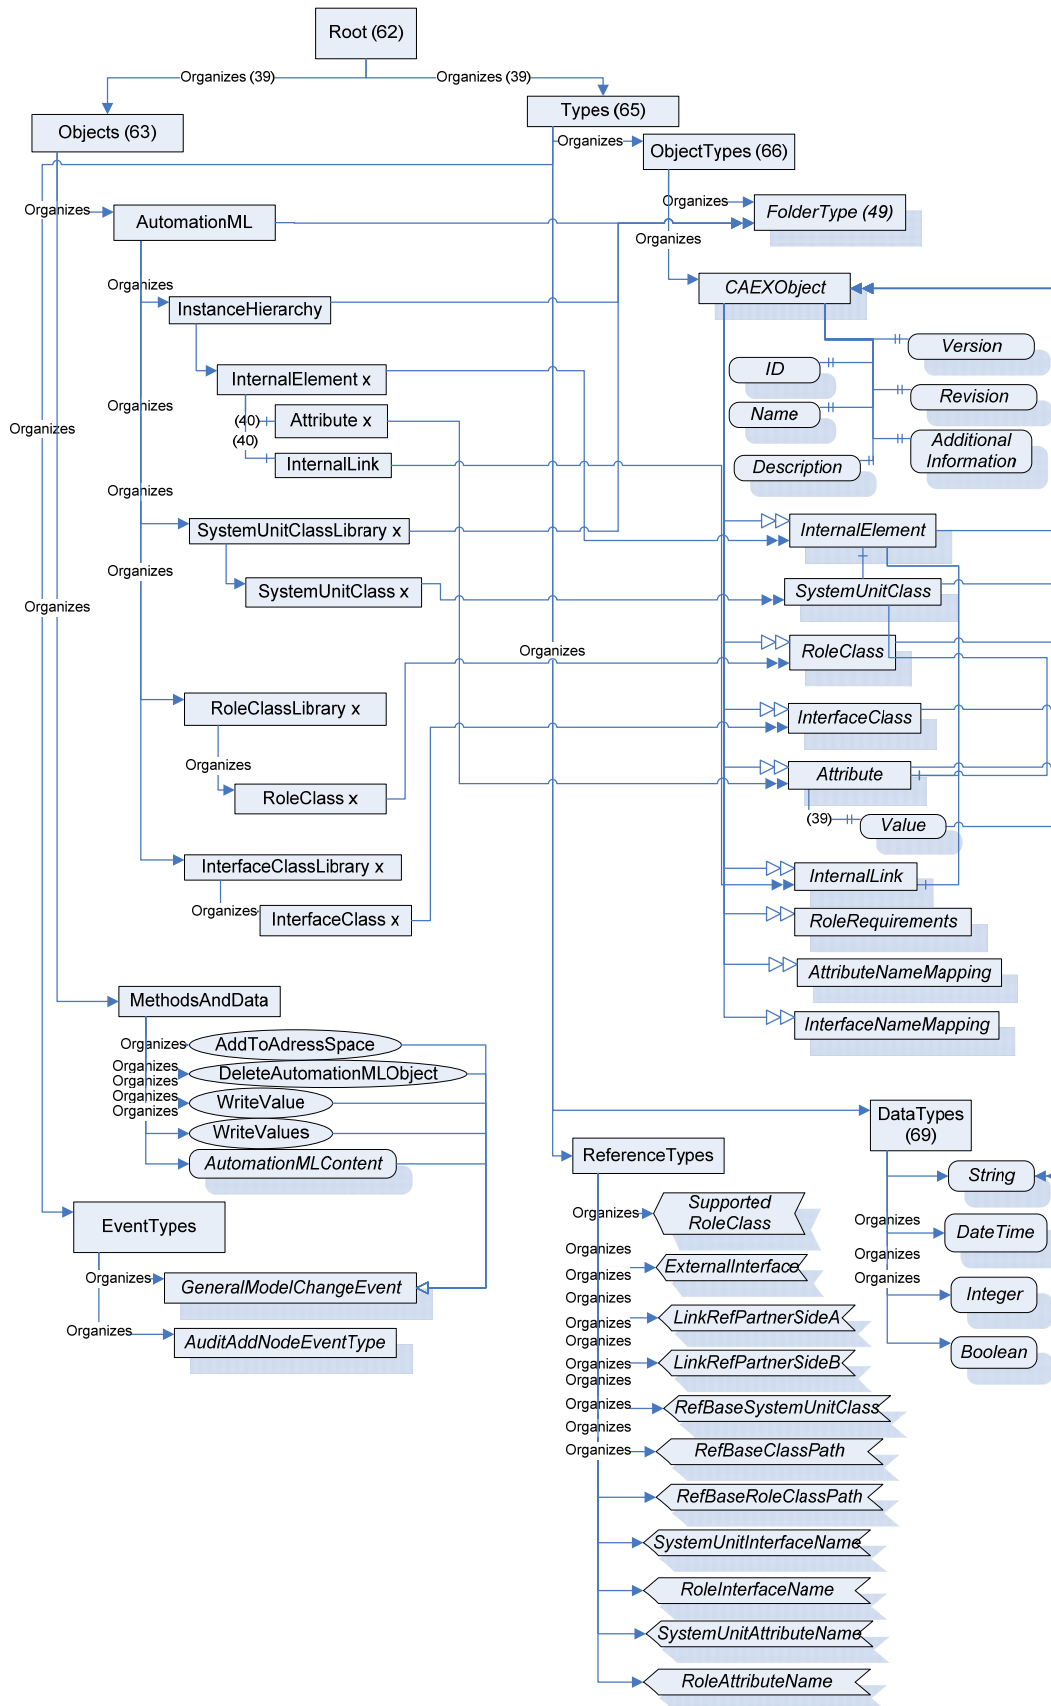 Root (62)
Organizes (39)
Organizes (39)
Types (65)
Objects (63)
Organizes
ObjectTypes (66)
Organizes
FolderType (49)
Organizes
AutomationML
Organizes
Organizes
CAEXObject
InstanceHierarchy
Version
ID
InternalElement x
Revision
Organizes
Name
(40)
Attribute x
Organizes
(40)
Additional
Information
InternalLink
Description
Organizes
SystemUnitClassLibrary x
InternalElement
Organizes
SystemUnitClass x
SystemUnitClass
Organizes
Organizes
RoleClass
RoleClassLibrary x
InterfaceClass
Organizes
Attribute
RoleClass x
(39)
Value
InterfaceClassLibrary x
InternalLink
Organizes
InterfaceClass x
RoleRequirements
AttributeNameMapping
MethodsAndData
InterfaceNameMapping
Organizes
AddToAdressSpace
Organizes
DeleteAutomationMLObject
Organizes
Organizes
WriteValue
Organizes
WriteValues
DataTypes
(69)
ReferenceTypes
AutomationMLContent
String
Supported
RoleClass
Organizes
EventTypes
Organizes
DateTime
Organizes
Organizes
ExternalInterface
Organizes
Organizes
Organizes
GeneralModelChangeEvent
Organizes
Integer
Organizes
LinkRefPartnerSideA
Organizes
Organizes
AuditAddNodeEventType
Organizes
Boolean
Organizes
LinkRefPartnerSideB
Organizes
Organizes
RefBaseSystemUnitClass
Organizes
Organizes
RefBaseClassPath
RefBaseRoleClassPath
SystemUnitInterfaceName
RoleInterfaceName
SystemUnitAttributeName
RoleAttributeName